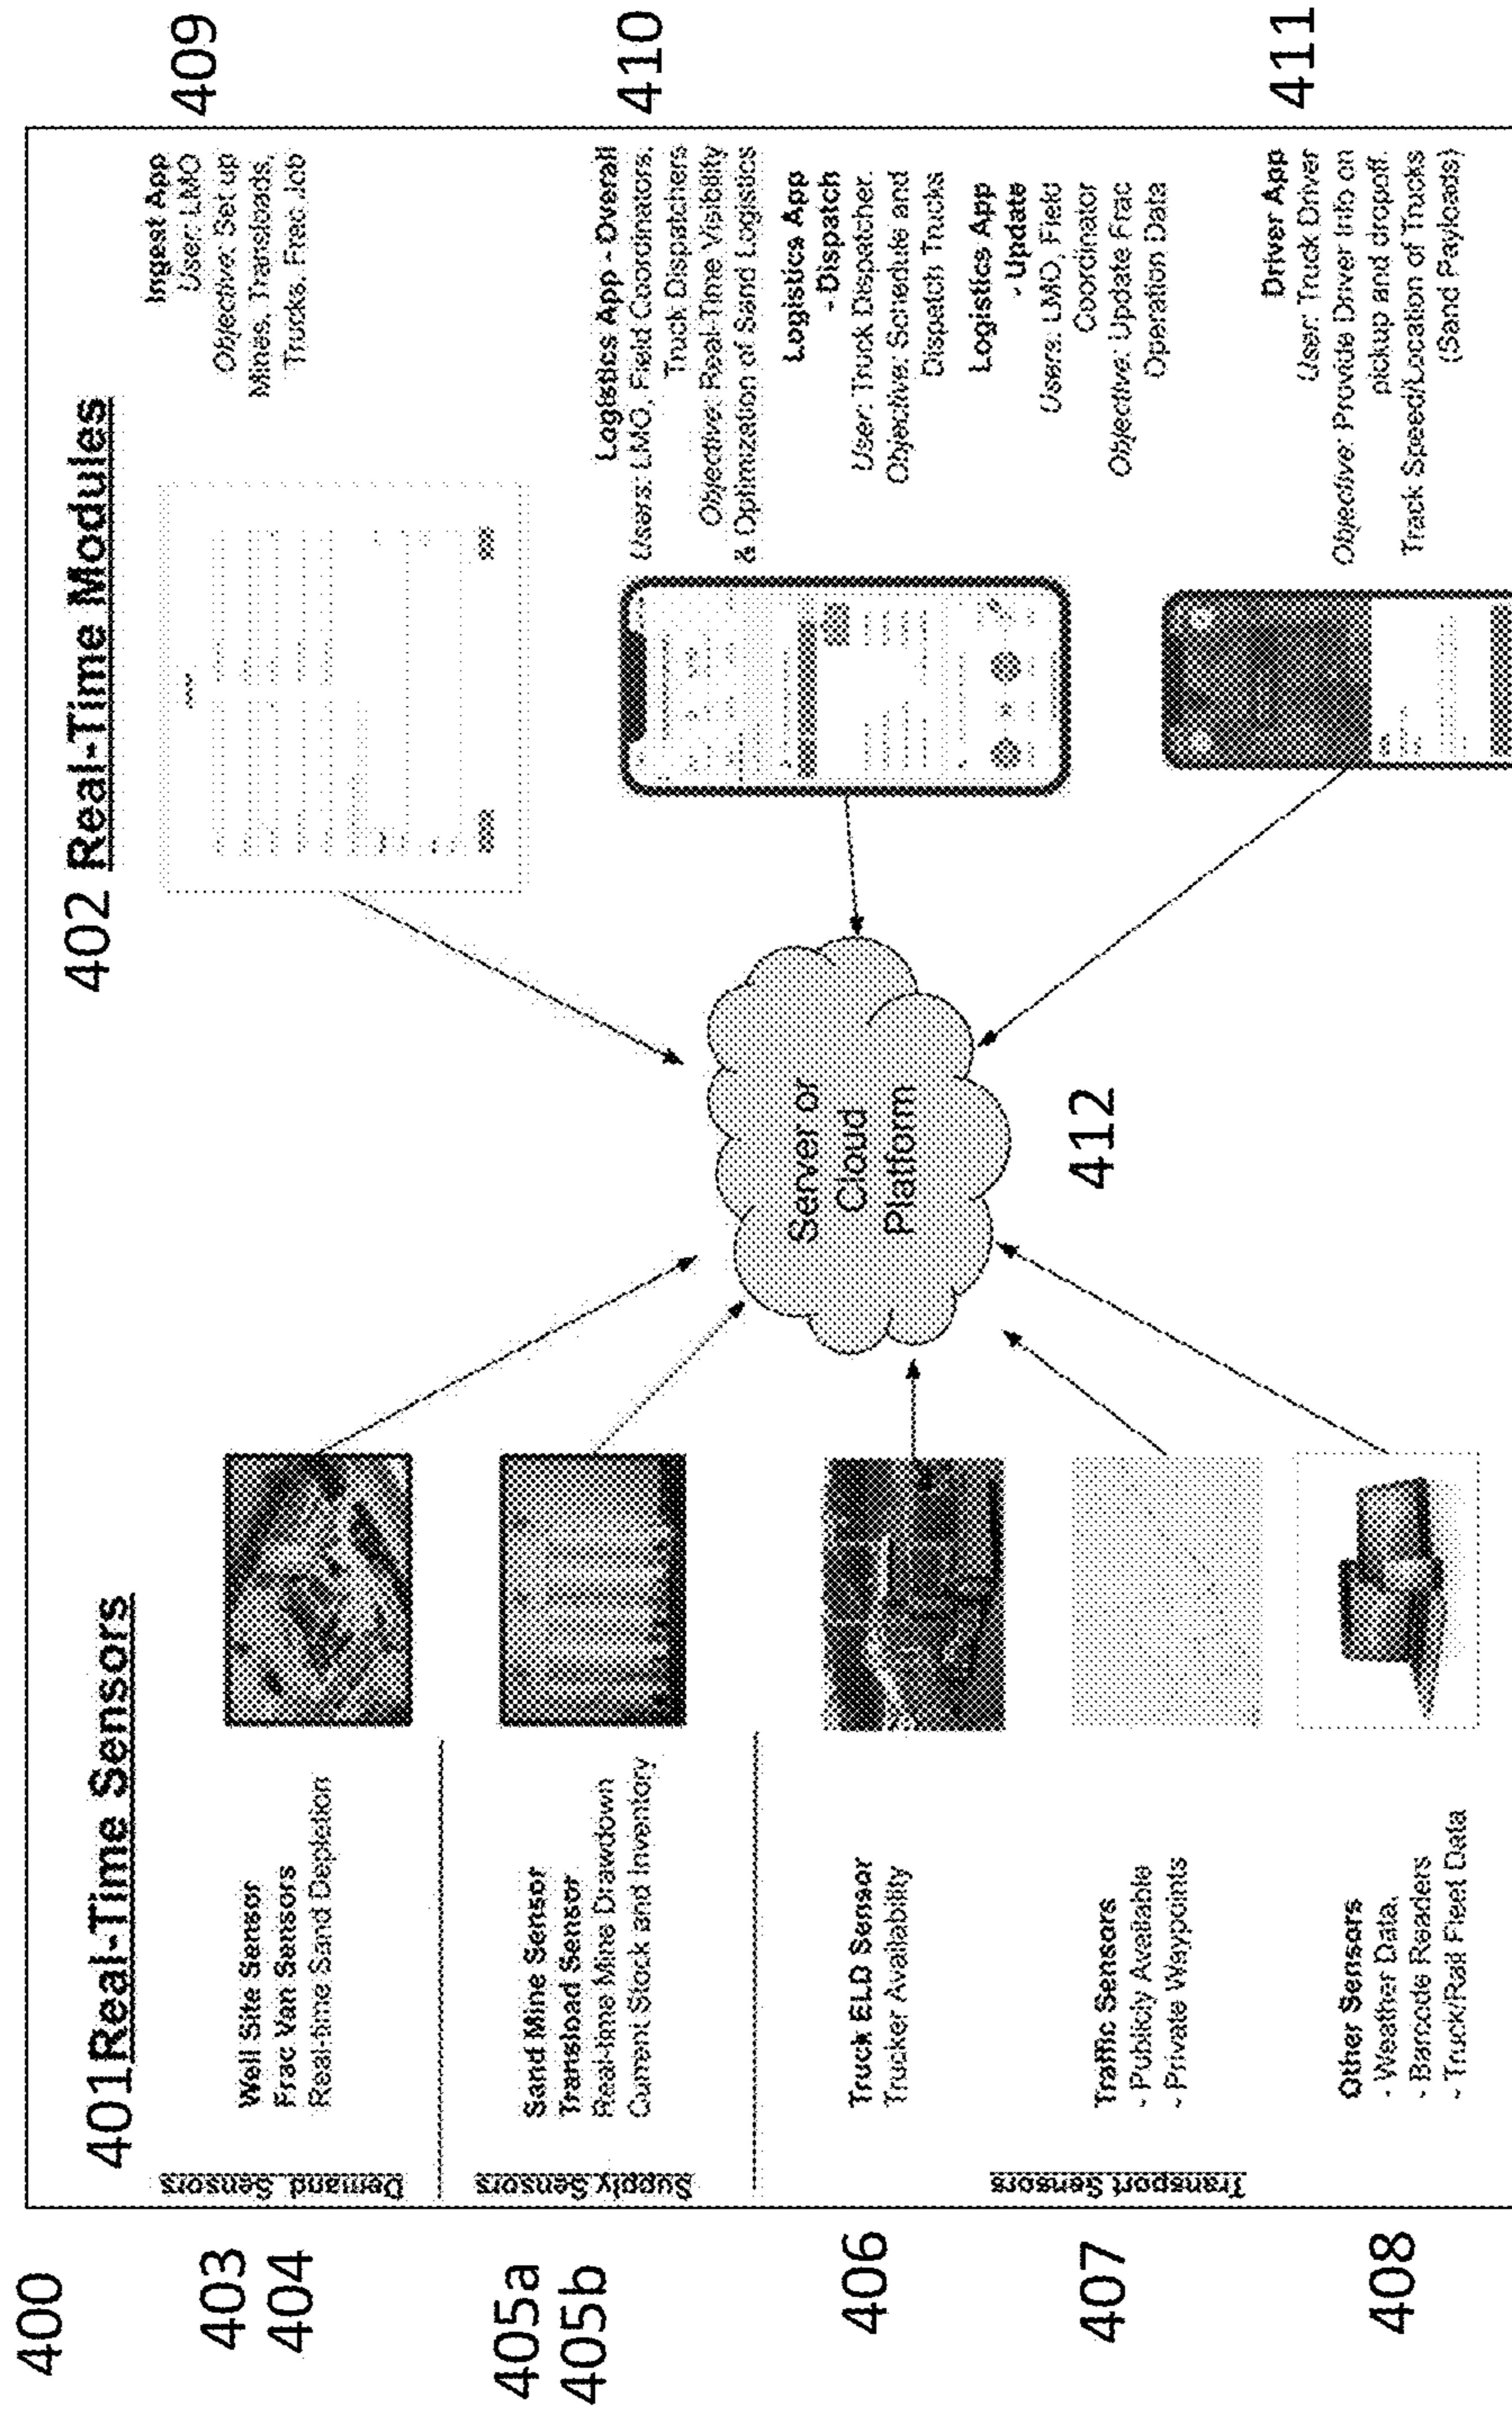 400
401 Real-Time Sensors
402 Real-Time Modules
403
404
Demand Sensors
Well Site Sensor
Frac Van Sensors
Real-time Sand Depletion
405a
405b
Supply Sensors
Sand Mine Sensor
Transload Sensor
Real-time Mine Drawdown
Current Stock and Inventory
Transport Sensors
406
Truck ELD Sensor
Trucker Availability
407
Traffic Sensors
- Publicly Available
- Private Waypoints
408
Other Sensors
- Weather Data,
- Barcode Readers
- Truck/Rail Fleet Data
Server or
Cloud
Platform
412
Ingest App
User: LMO
Objective: Set up
Mines, Transloads,
Trucks, Frac Job
409
Logistics App - Overall
Users: LMO, Field Coordinators,
Truck Dispatchers
Objective: Real-Time Visibility
& Optimization of Sand Logistics
410
Logistics App
- Dispatch
User: Truck Dispatcher.
Objective: Schedule and
Dispatch Trucks
Logistics App
- Update
Users: LMO, Field
Coordinator
Objective: Update Frac
Operation Data
Driver App
User: Truck Driver
Objective: Provide Driver Info on
pickup and dropoff.
Track Speed/Location of Trucks
(Sand Payloads)
411